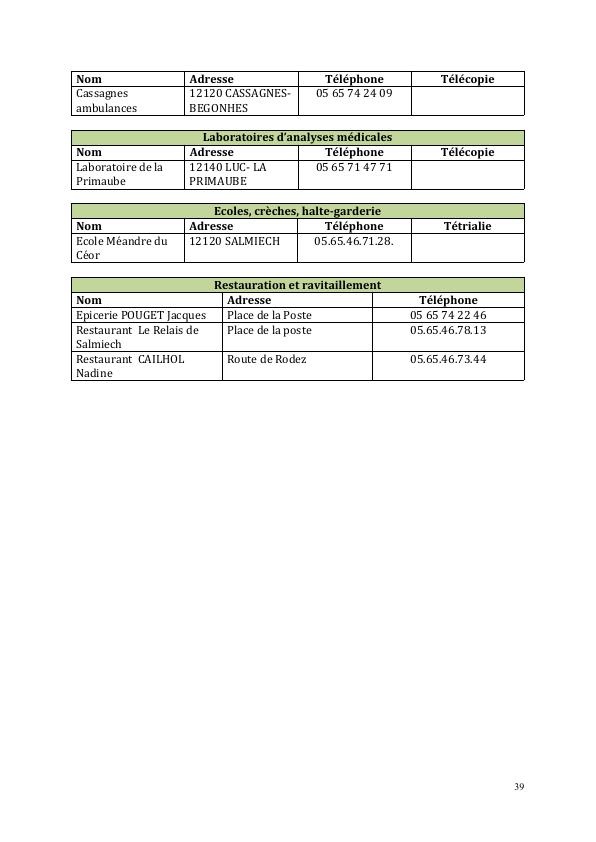 Nom Adresse Téléphone Télécopie
Cassagnes 12120 CASSAGNES- 05 65 74 24 09
ambulances BEGONHES
Laboratoires d'analyses médicales
Nom Adresse Téléphone Télécopie
Laboratoire de la 12140 LUC- LA 05 65 71 47 71
Primaube PRIMAUBE
Ecoles, crèches, halte-garderie
Nom Adresse Téléphone Tétrialie
Ecole Méandre du 12120 SALMIECH 05.65.46.71.28.
Céor
Restauration et ravitaillement
Nom Adresse Téléphone
Epicerie POUGET Jacques Place de la Poste 05 65 74 22 46
Restaurant Le Relais de Place de la poste 05.65.46.78.13
Salmiech
Restaurant CAILHOL Route de Rodez 05.65.46.73.44
Nadine
39